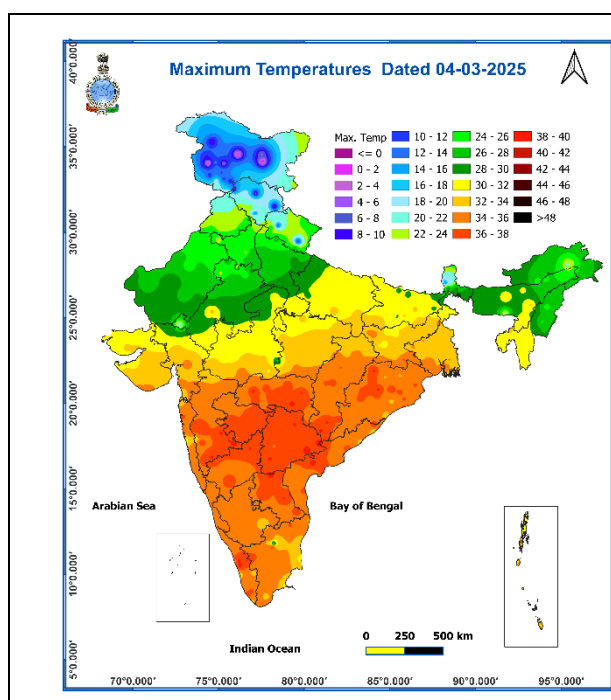 Maximum Temperatures Dated 04-03-2025
Max. Temp
<= 0
0 - 2
2 - 4
4 - 6
6 - 8
8 - 10
10 - 12
12 - 14
14 - 16
16 - 18
18 - 20
20 - 22
22 - 24
24 - 26
26 - 28
28 - 30
30 - 32
32 - 34
34 - 36
36 - 38
38 - 40
40 - 42
42 - 44
44 - 46
46 - 48
>48
40°0.000'
35°0.000'
30°0.000'
25°0.000'
20°0.000'
15°0.000'
10°0.000'
5°0.000'
Arabian Sea
Bay of Bengal
Indian Ocean
0 250 500 km
70°0.000' 75°0.000' 80°0.000' 85°0.000' 90°0.000' 95°0.000'